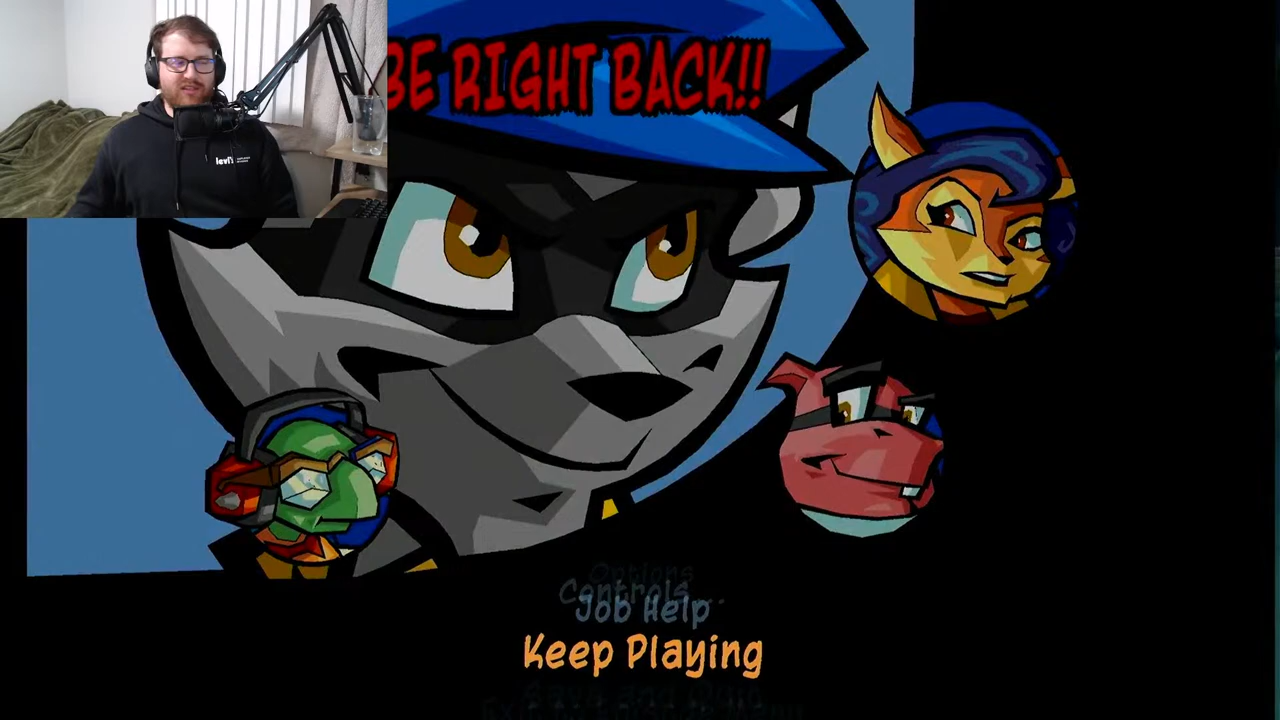 BE RIGHT BACK!!
levi's
Options
Controls...
Job Help
Keep Playing